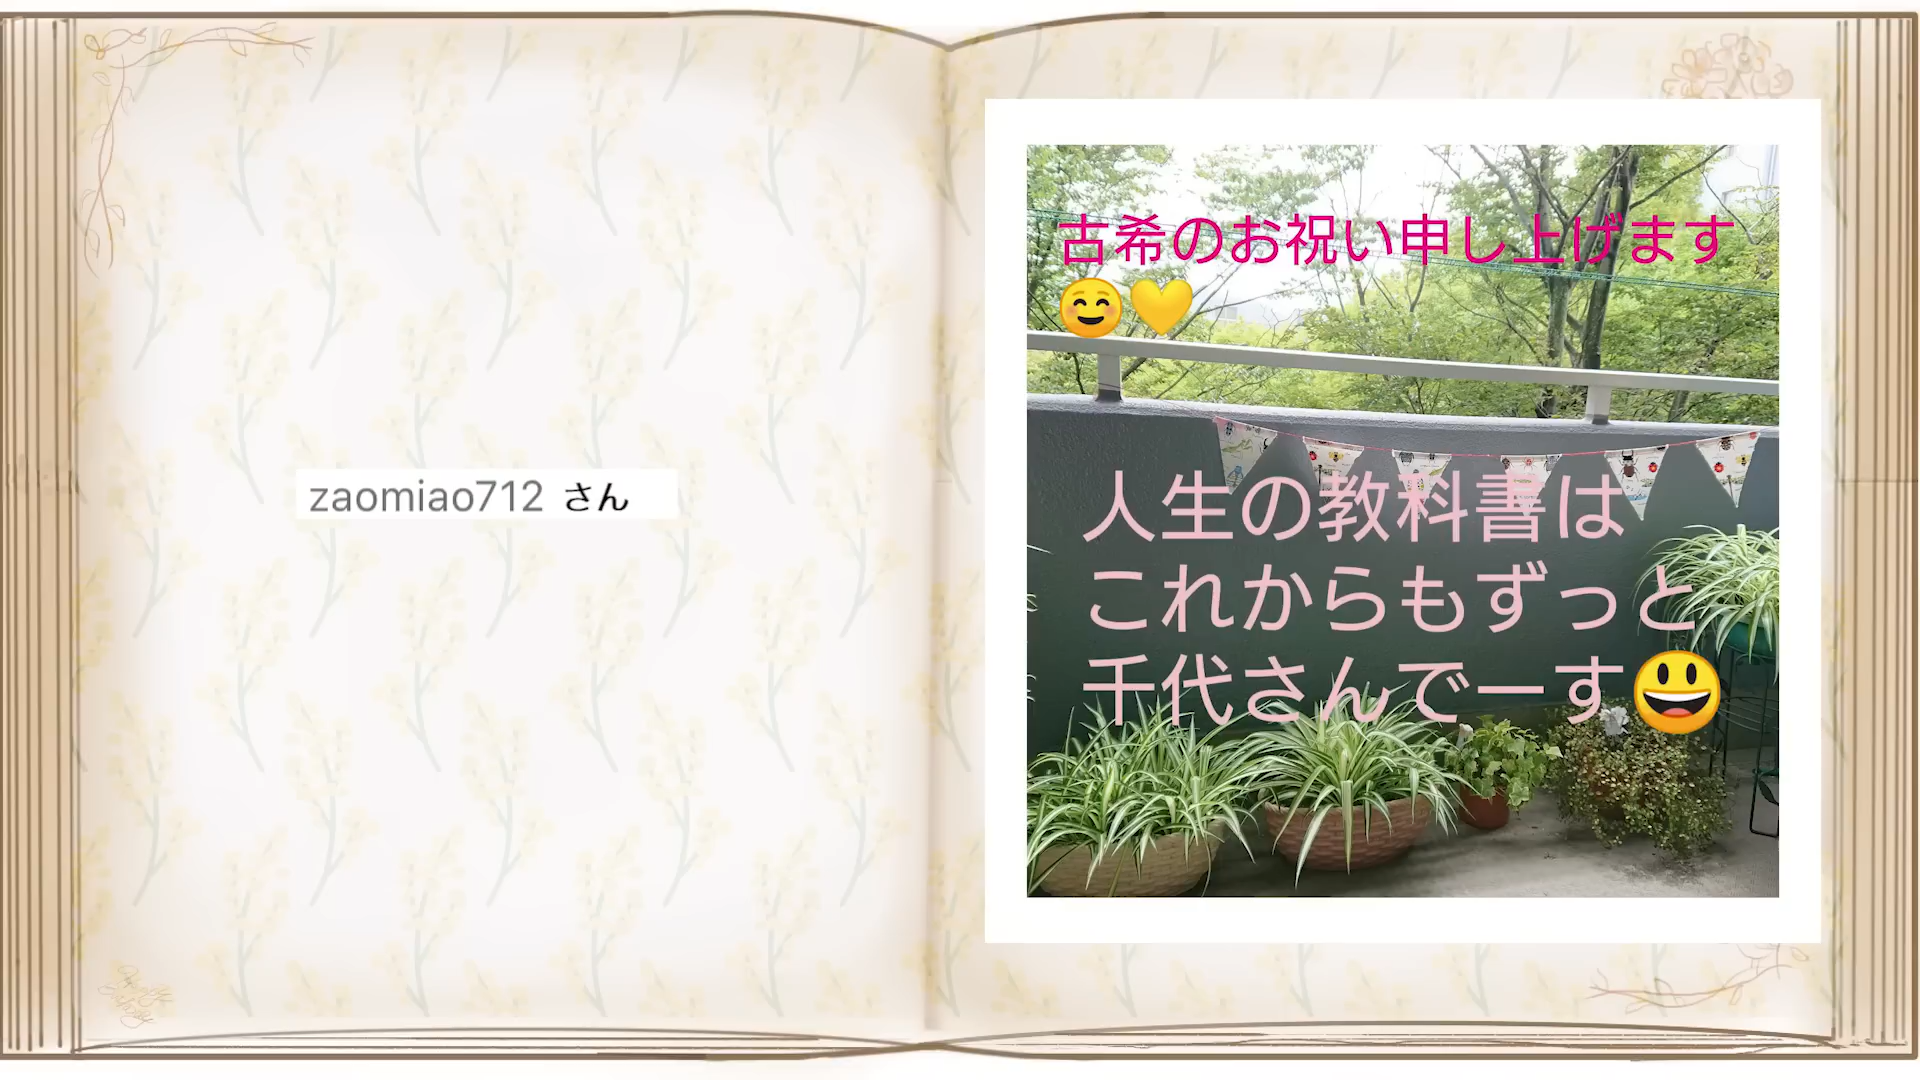 zaomiao712 さん
古希のお祝い申し上げます
☺️💛
人生の教科書は
これからもずっと
千代さんでーす😃